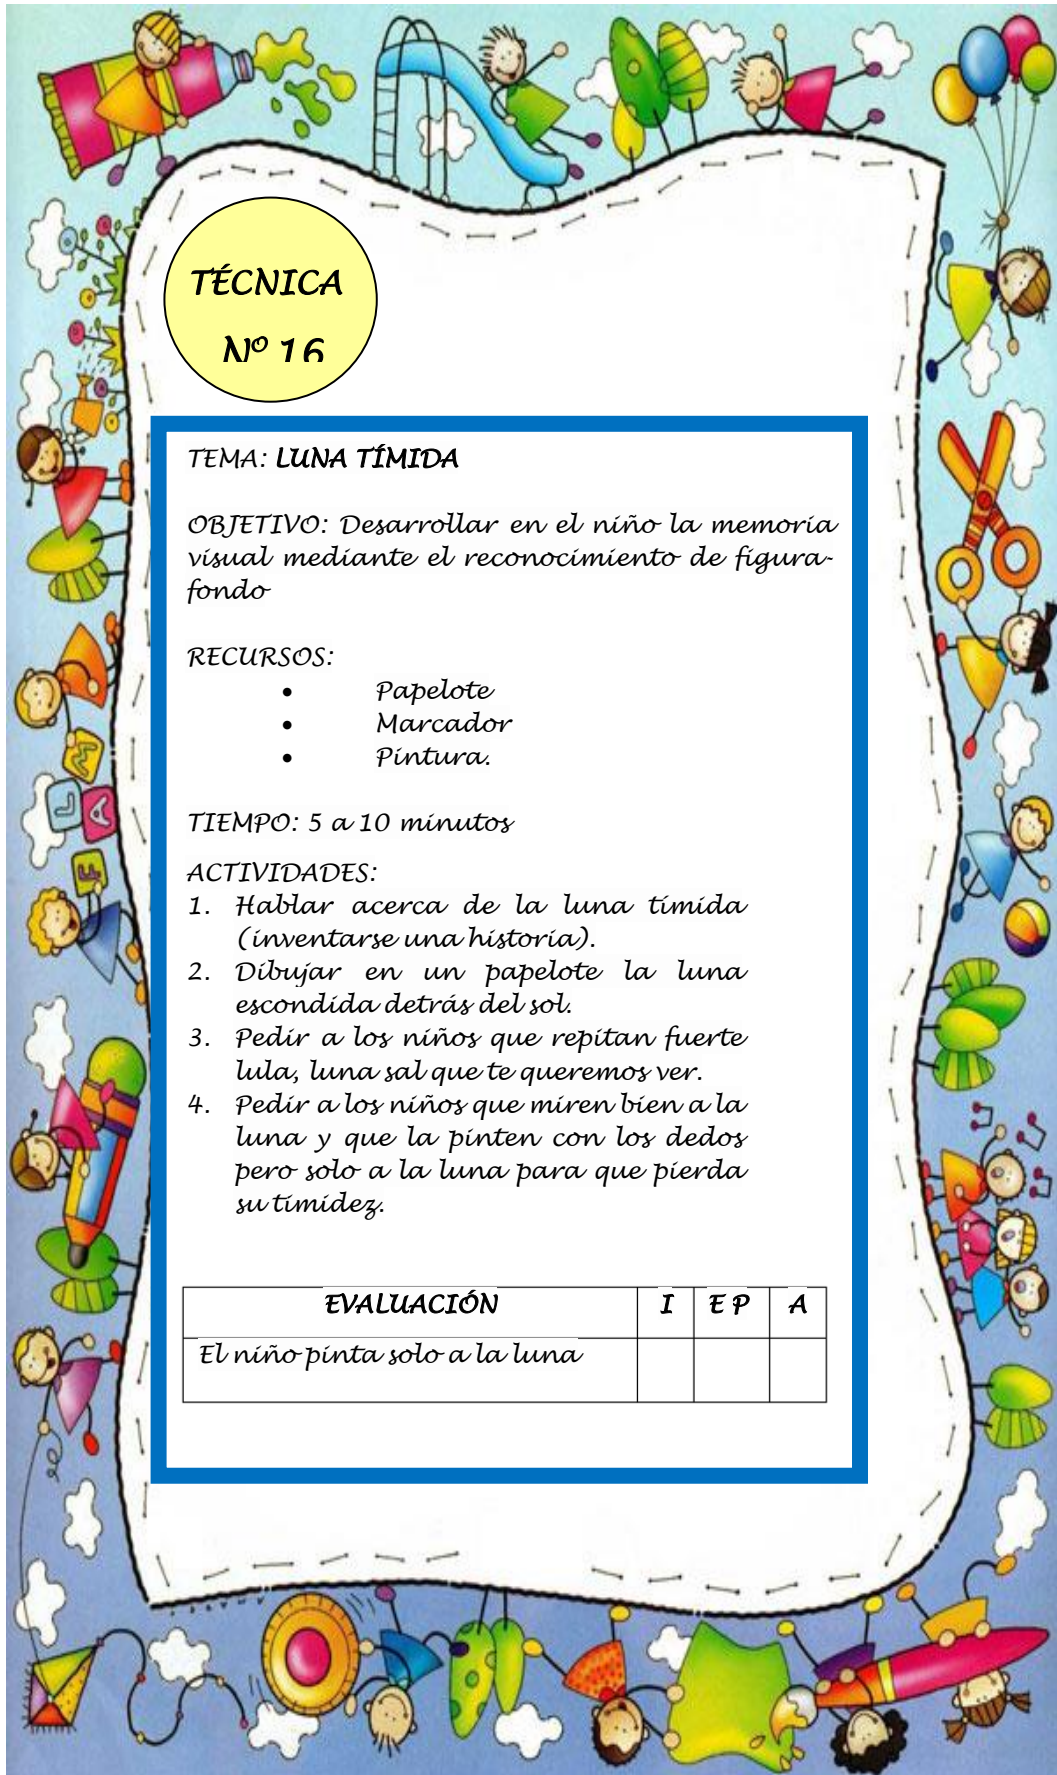 TÉCNICA
Nº 16
TEMA: LUNA TÍMIDA
OBJETIVO: Desarrollar en el niño la memoria
visual mediante el reconocimiento de figura-
fondo
RECURSOS:
• Papelote
• Marcador
• Pintura.
TIEMPO: 5 a 10 minutos
ACTIVIDADES:
1. Hablar acerca de la luna tímida
(inventarse una historia).
2. Dibujar en un papelote la luna
escondida detrás del sol.
3. Pedir a los niños que repitan fuerte
lula, luna sal que te queremos ver.
4. Pedir a los niños que miren bien a la
luna y que la pinten con los dedos
pero solo a la luna para que pierda
su timidez.
EVALUACIÓN I E P A
El niño pinta solo a la luna
M
L A
F